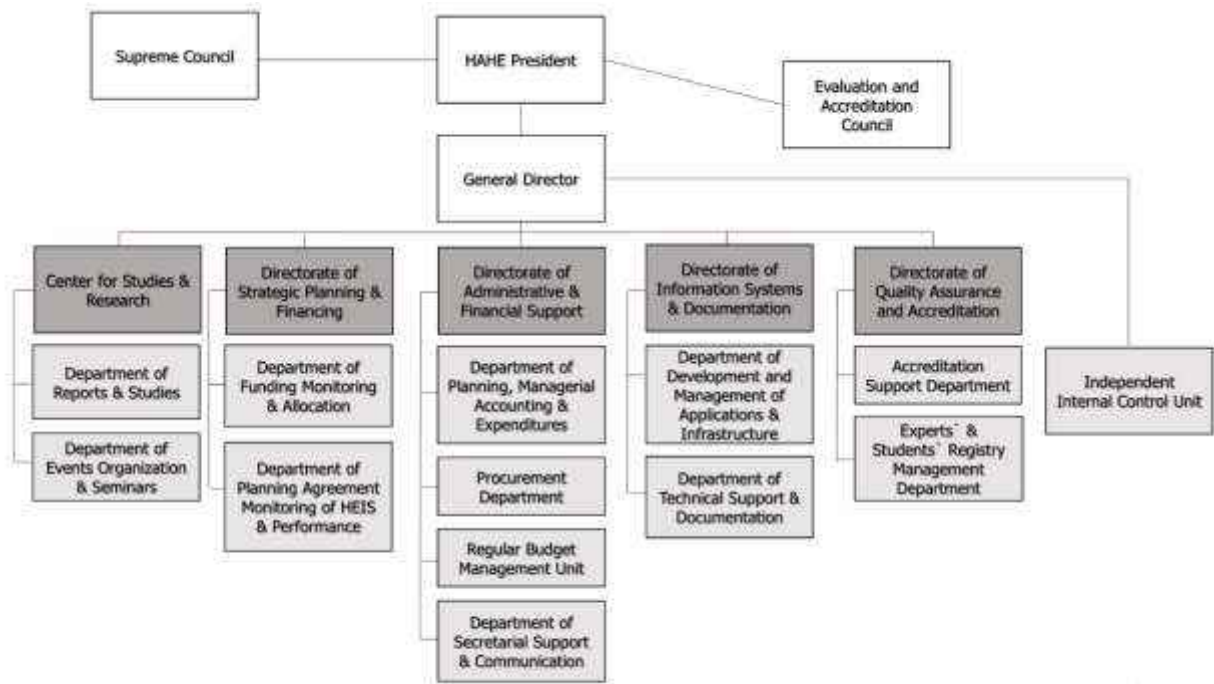 Supreme Council
HAHE President
Evaluation and
Accreditation
Council
General Director
Center for Studies &
Research
Directorate of
Strategic Planning &
Financing
Directorate of
Administrative &
Financial Support
Directorate of
Information Systems
& Documentation
Directorate of
Quality Assurance
and Accreditation
Department of
Reports & Studies
Department of
Events Organization
& Seminars
Department of
Funding Monitoring
& Allocation
Department of
Planning Agreement
Monitoring of HEIS
& Performance
Department of
Planning, Managerial
Accounting &
Expenditures
Procurement
Department
Regular Budget
Management Unit
Department of
Secretarial Support
& Communication
Department of
Development and
Management of
Applications &
Infrastructure
Department of
Technical Support &
Documentation
Accreditation
Support Department
Experts` &
Students` Registry
Management
Department
Independent
Internal Control Unit